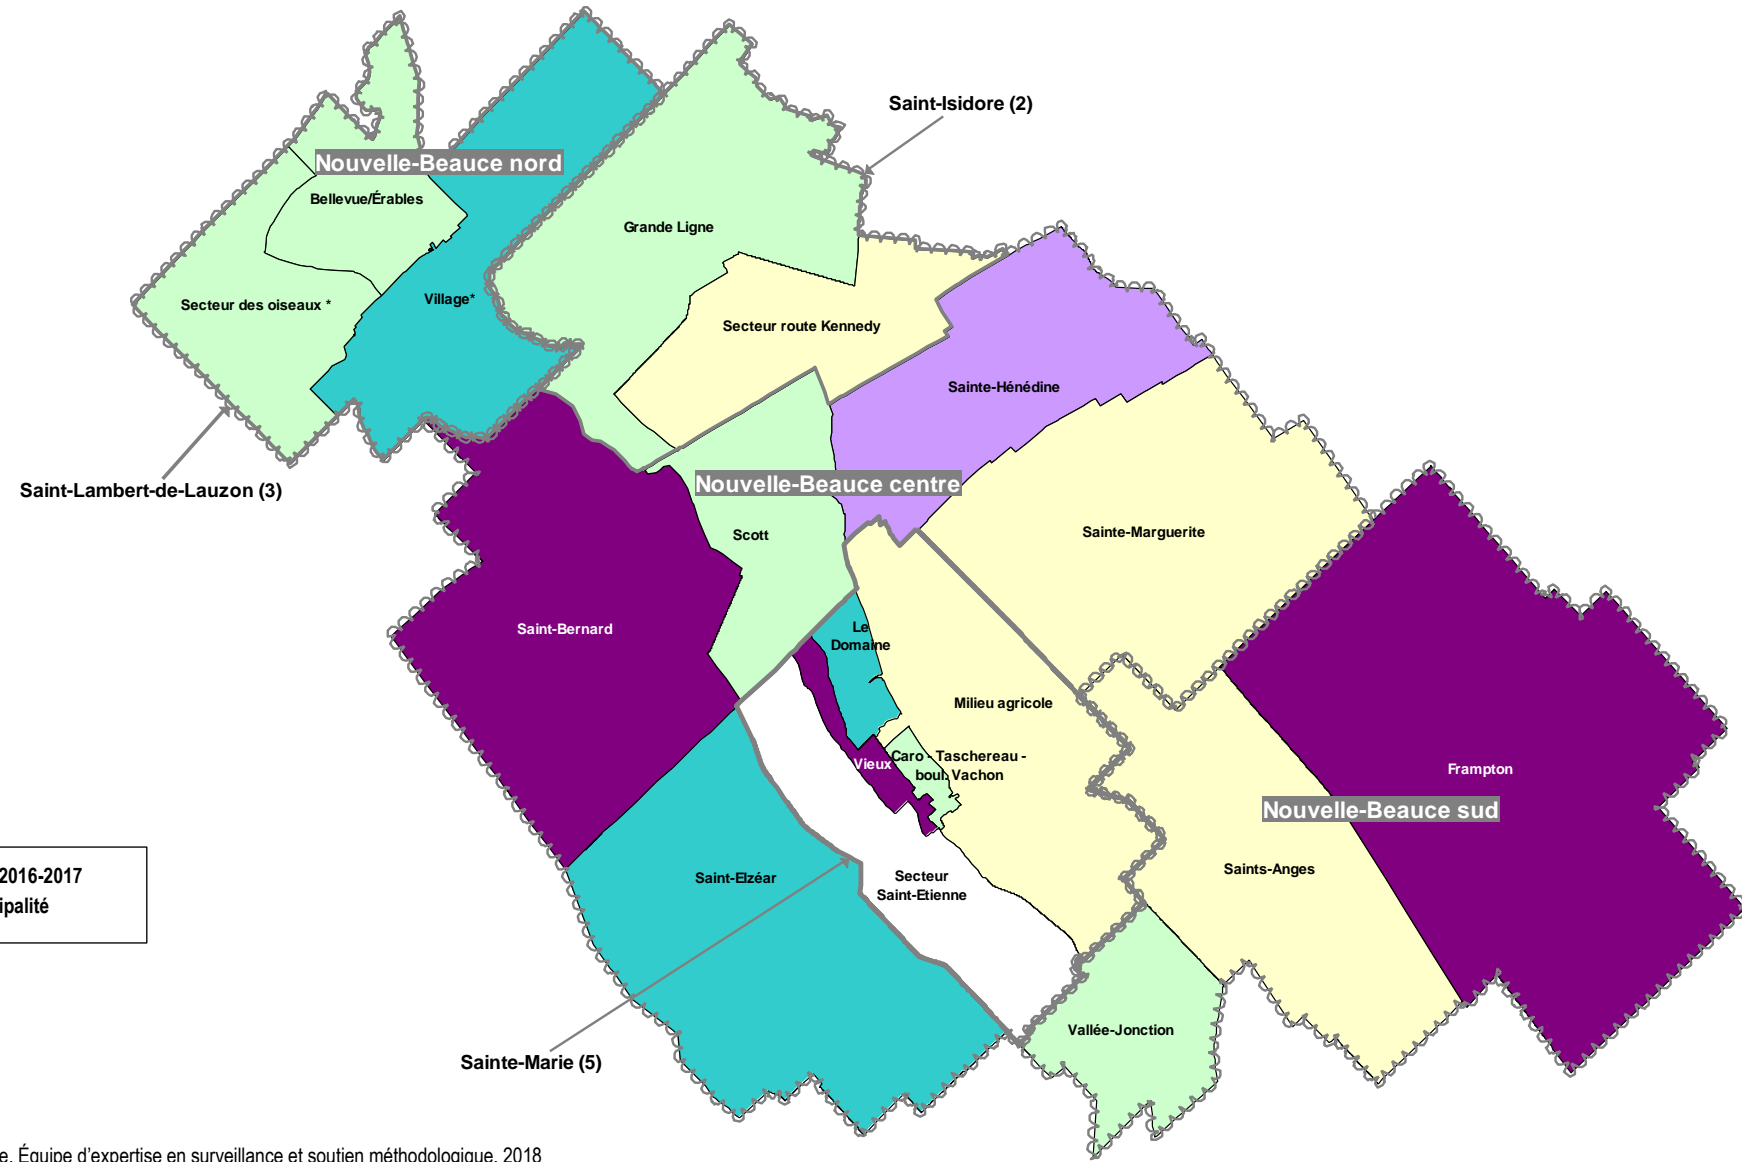 Saint-Isidore (2)
Nouvelle-Beauce nord
Bellevue/Érables
Grande Ligne
Secteur des oiseaux *
Village*
Secteur route Kennedy
Sainte-Hénédine
Saint-Lambert-de-Lauzon (3)
Nouvelle-Beauce centre
Scott
Sainte-Marguerite
Saint-Bernard
Le
Domaine
Milieu agricole
Caro - Taschereau -
boul. Vachon
Vieux
Frampton
Nouvelle-Beauce sud
Saints-Anges
Saint-Elzéar
Secteur
Saint-Etienne
2016-2017
ipalité
Vallée-Jonction
Sainte-Marie (5)
e, Équipe d'expertise en surveillance et soutien méthodologique, 2018